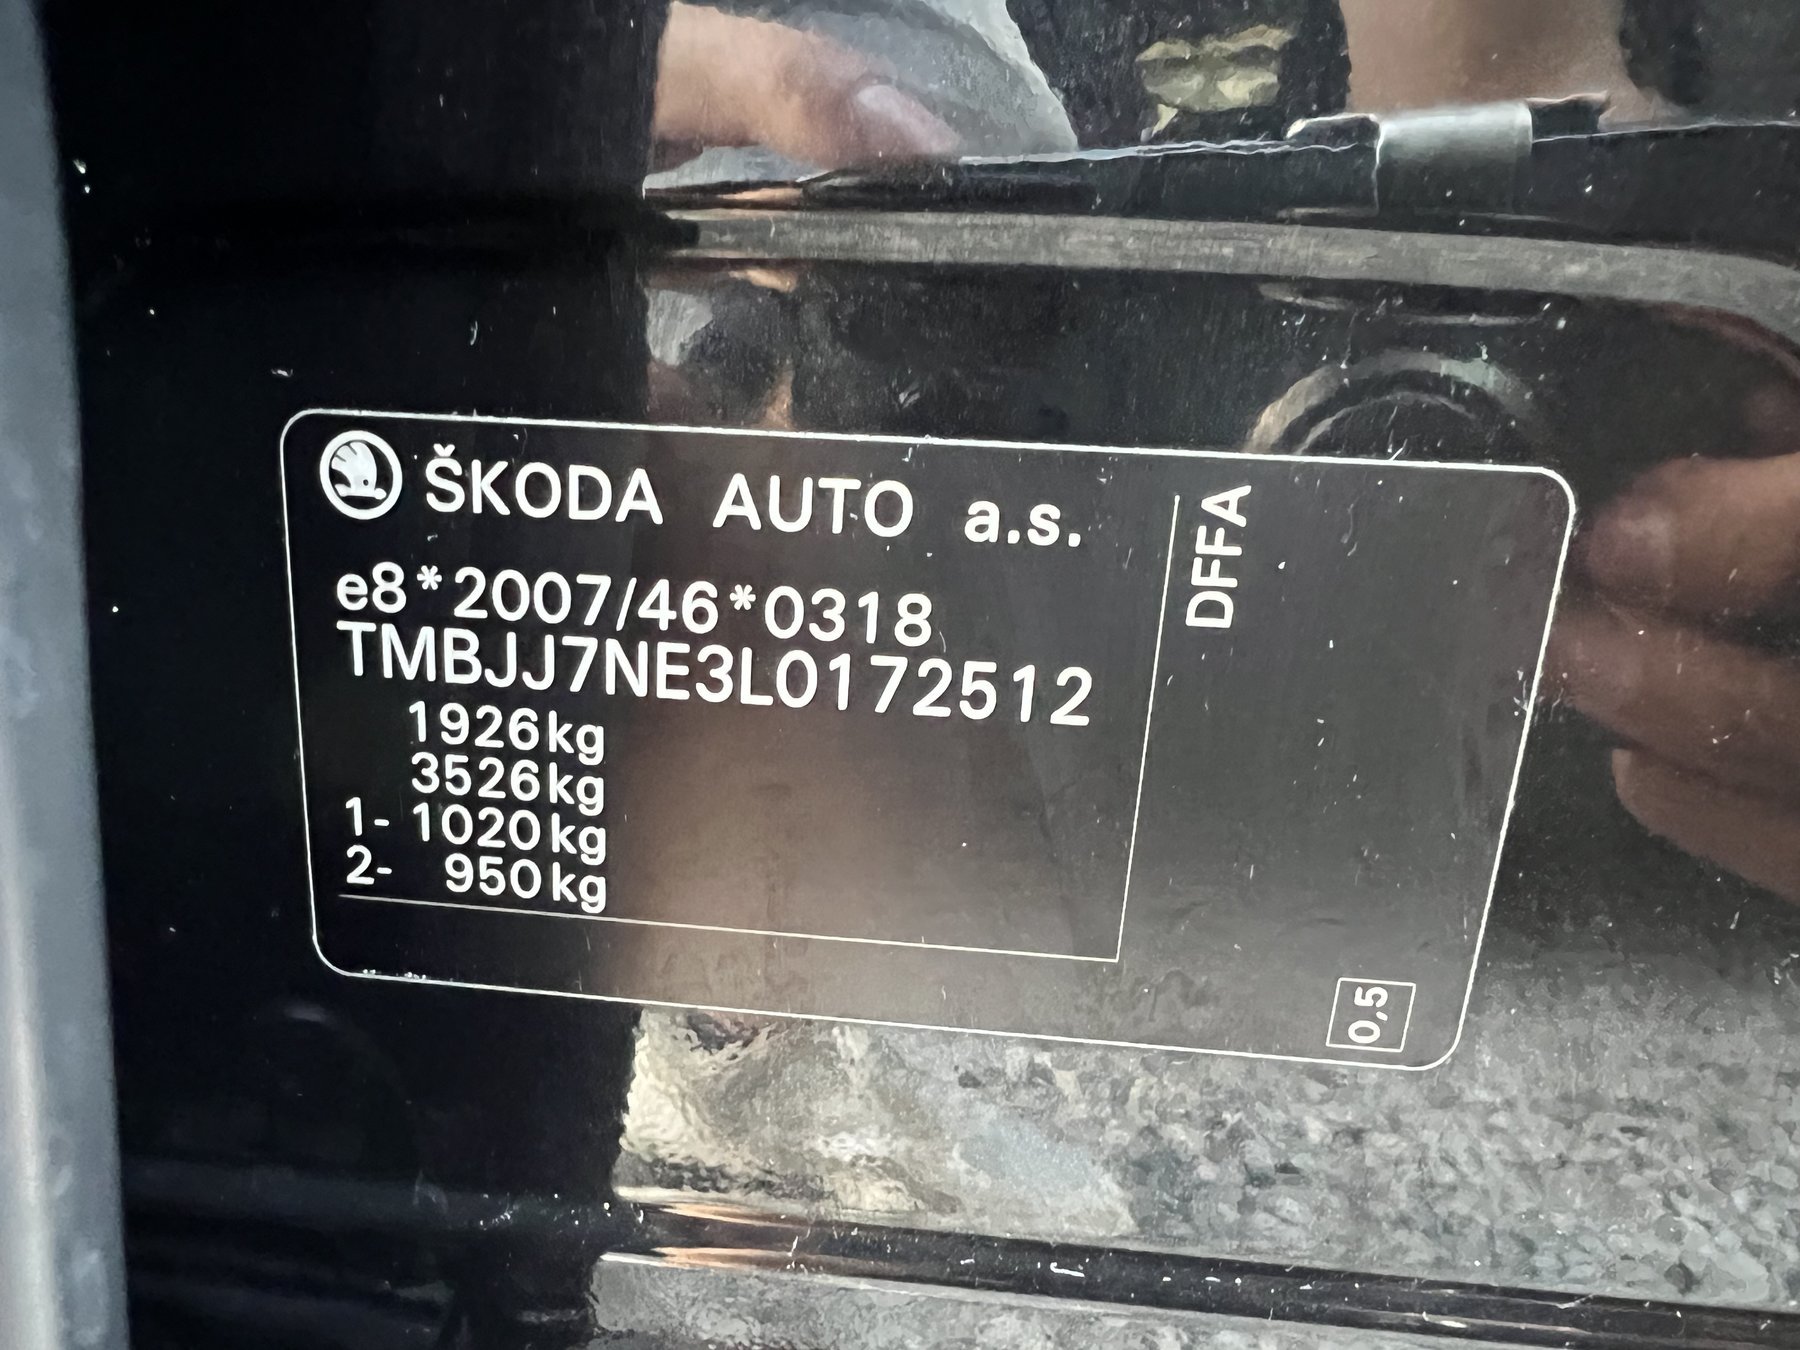 ŠKODA AUTO a.s.
e8*2007/46*0318
TMBJJ7NE3L0172512
1926kg
3526kg
1- 1020kg
2- 950kg
DFFA
0,5